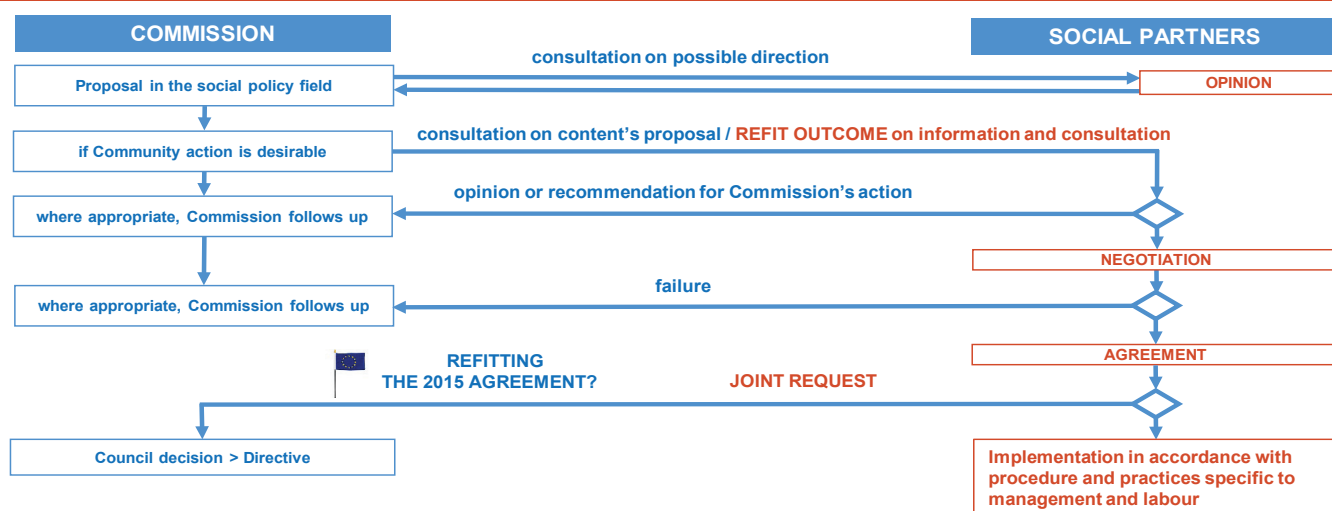 COMMISSION
SOCIAL PARTNERS
consultation on possible direction
Proposal in the social policy field
OPINION
consultation on content's proposal / REFIT OUTCOME on information and consultation
if Community action is desirable
opinion or recommendation for Commission's action
where appropriate, Commission follows up
NEGOTIATION
failure
where appropriate, Commission follows up
AGREEMENT
REFITTING
THE 2015 AGREEMENT?
JOINT REQUEST
Council decision > Directive
Implementation in accordance with
procedure and practices specific to
management and labour